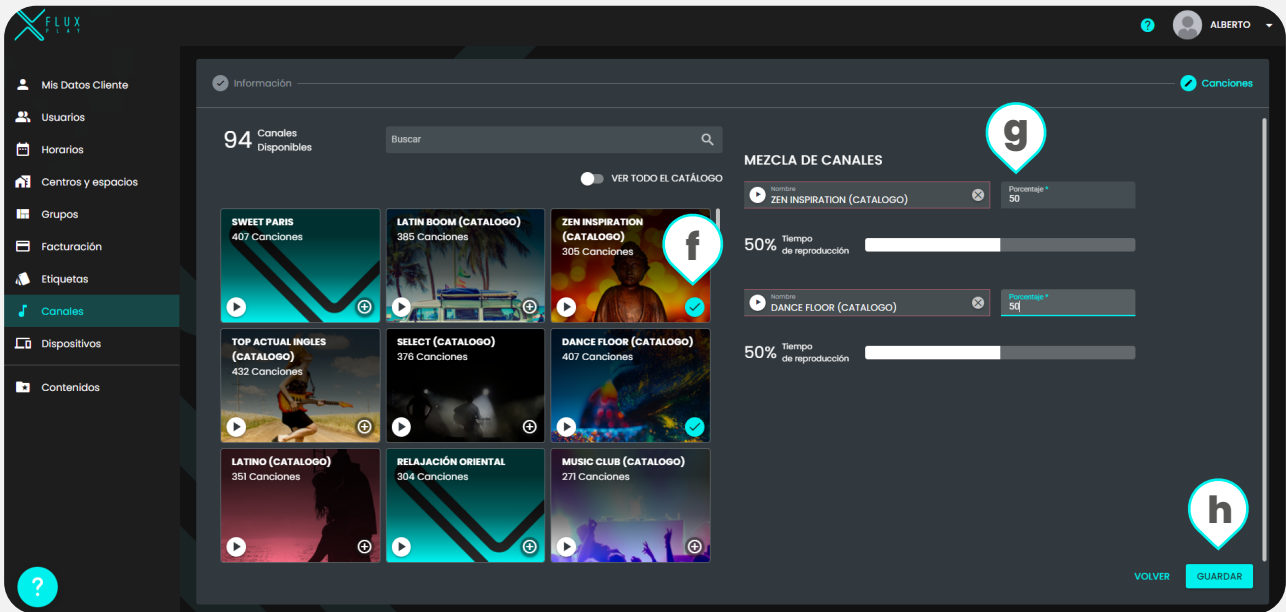 FLUX
PLAY
?
ALBERTO
Mis Datos Cliente
Usuarios
Horarios
Centros y espacios
Grupos
Facturación
Etiquetas
Canales
Dispositivos
Contenidos
?
Información
Canciones
94 Canales
Disponibles
Buscar
VER TODO EL CATÁLOGO
SWEET PARIS
407 Canciones
LATIN BOOM (CATALOGO)
385 Canciones
ZEN INSPIRATION
(CATALOGO)
305 Canciones
f
TOP ACTUAL INGLES
(CATALOGO)
432 Canciones
SELECT (CATALOGO)
376 Canciones
DANCE FLOOR (CATALOGO)
407 Canciones
LATINO (CATALOGO)
351 Canciones
RELAJACIÓN ORIENTAL
304 Canciones
MUSIC CLUB (CATALOGO)
271 Canciones
g
MEZCLA DE CANALES
Nombre
ZEN INSPIRATION (CATALOGO)
Porcentaje *
50
50% Tiempo
de reproducción
Nombre
DANCE FLOOR (CATALOGO)
Porcentaje *
50
50% Tiempo
de reproducción
h
VOLVER
GUARDAR